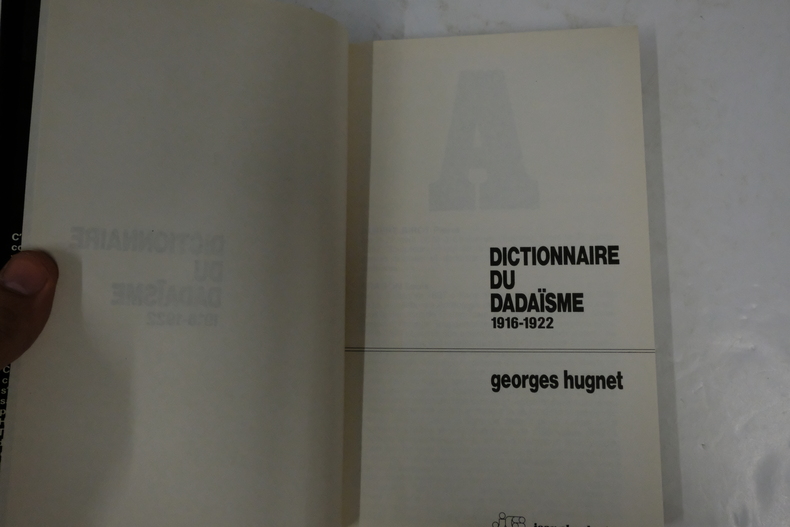 DICTIONNAIRE
DU
DADAÏSME
1916-1922
georges hugnet